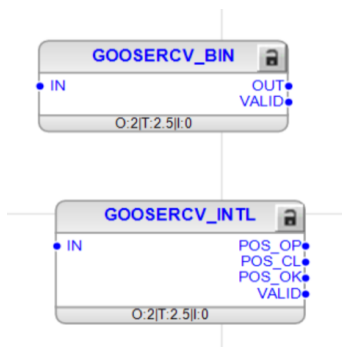 GOOSERCV_BIN
IN OUT
VALID
O:2|T:2.5|I:0
GOOSERCV_INTL
IN POS_OP
POS_CL
POS_OK
VALID
O:2|T:2.5|I:0